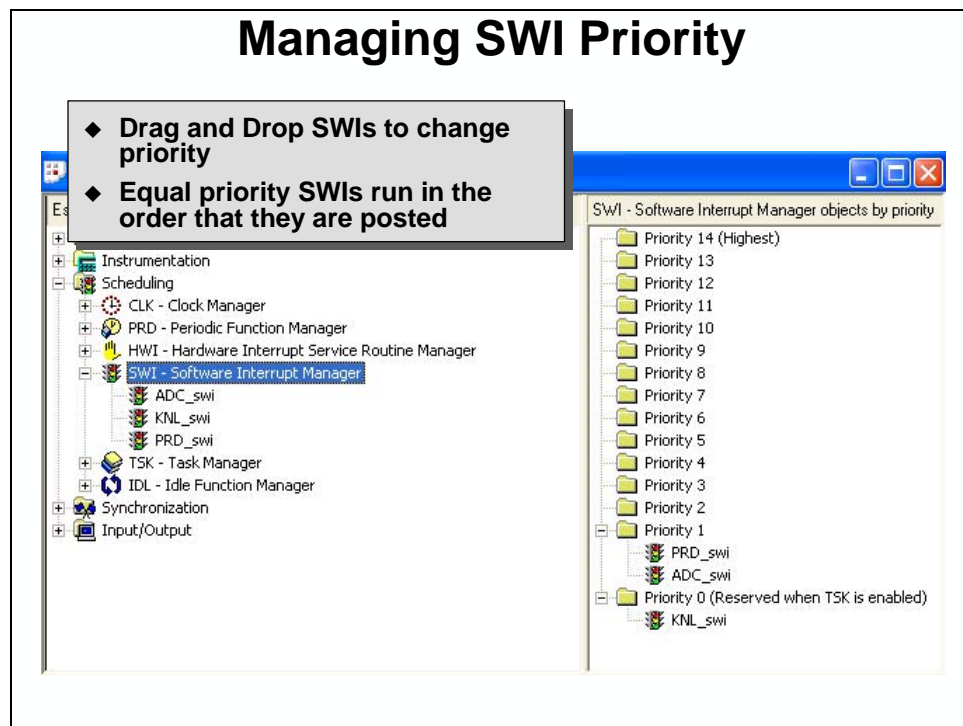 Managing SWI Priority
◆ Drag and Drop SWIs to change
priority
◆ Equal priority SWIs run in the
order that they are posted
Es
Instrumentation
Scheduling
CLK - Clock Manager
PRD - Periodic Function Manager
HWI - Hardware Interrupt Service Routine Manager
SWI - Software Interrupt Manager
ADC_swi
KNL_swi
PRD_swi
TSK - Task Manager
IDL - Idle Function Manager
Synchronization
Input/Output
SWI - Software Interrupt Manager objects by priority
Priority 14 (Highest)
Priority 13
Priority 12
Priority 11
Priority 10
Priority 9
Priority 8
Priority 7
Priority 6
Priority 5
Priority 4
Priority 3
Priority 2
Priority 1
PRD_swi
ADC_swi
Priority 0 (Reserved when TSK is enabled)
KNL_swi